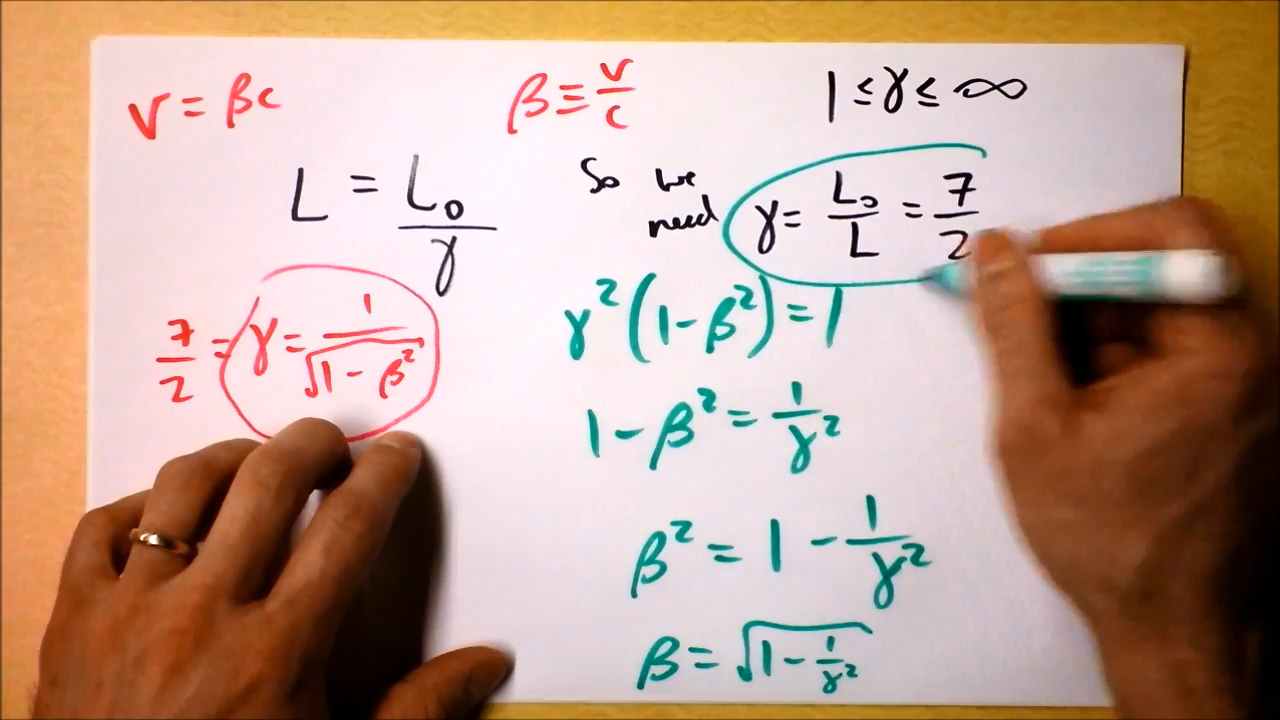 v = βc
β ≡ v/c
1 ≤ γ ≤ ∞
L = L₀/γ
So we
need γ = L₀/L = 7/2
7/2 = γ = 1/√(1 - β²)
γ²(1 - β²) = 1
1 - β² = 1/γ²
β² = 1 - 1/γ²
β = √(1 - 1/γ²)